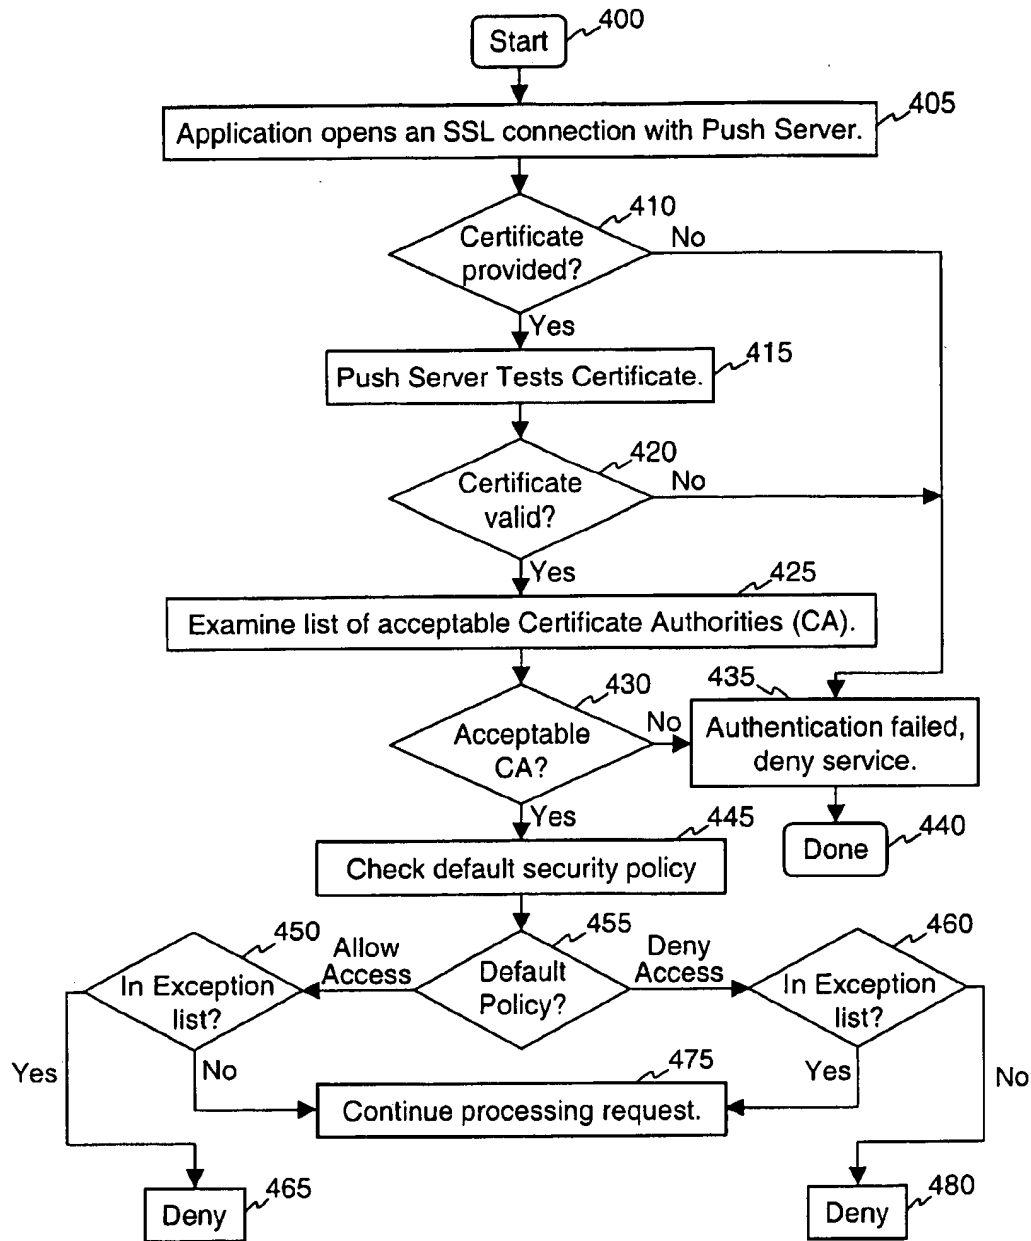 Start
400
Application opens an SSL connection with Push Server.
405
410
Certificate
provided?
No
Yes
Push Server Tests Certificate.
415
420
Certificate
valid?
No
Yes
425
Examine list of acceptable Certificate Authorities (CA).
430
Acceptable
CA?
No
435
Authentication failed,
deny service.
Yes
445
Check default security policy
Done
440
450
In Exception
list?
Allow
Access
455
Default
Policy?
Deny
Access
460
In Exception
list?
Yes
No
475
Continue processing request.
Yes
No
Deny
465
Deny
480